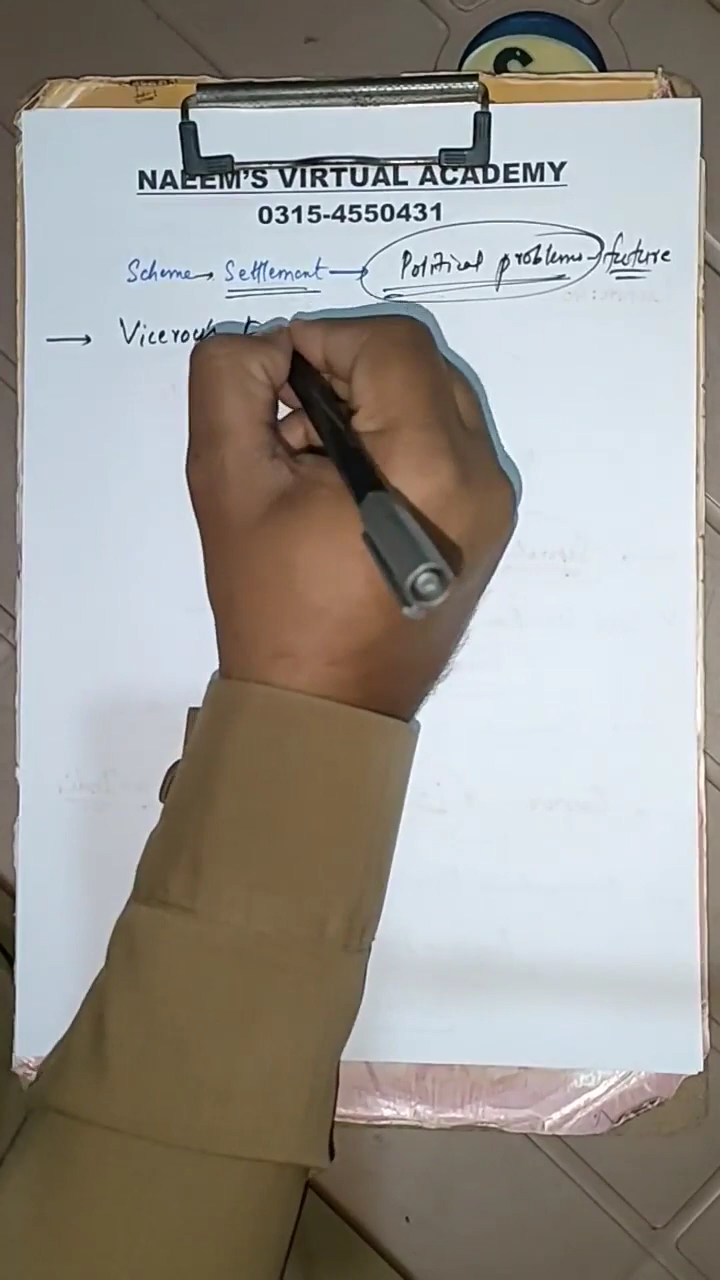 NAEEM'S VIRTUAL ACADEMY
0315-4550431
Scheme → Settlement → Political problems → future
→ Viceroy